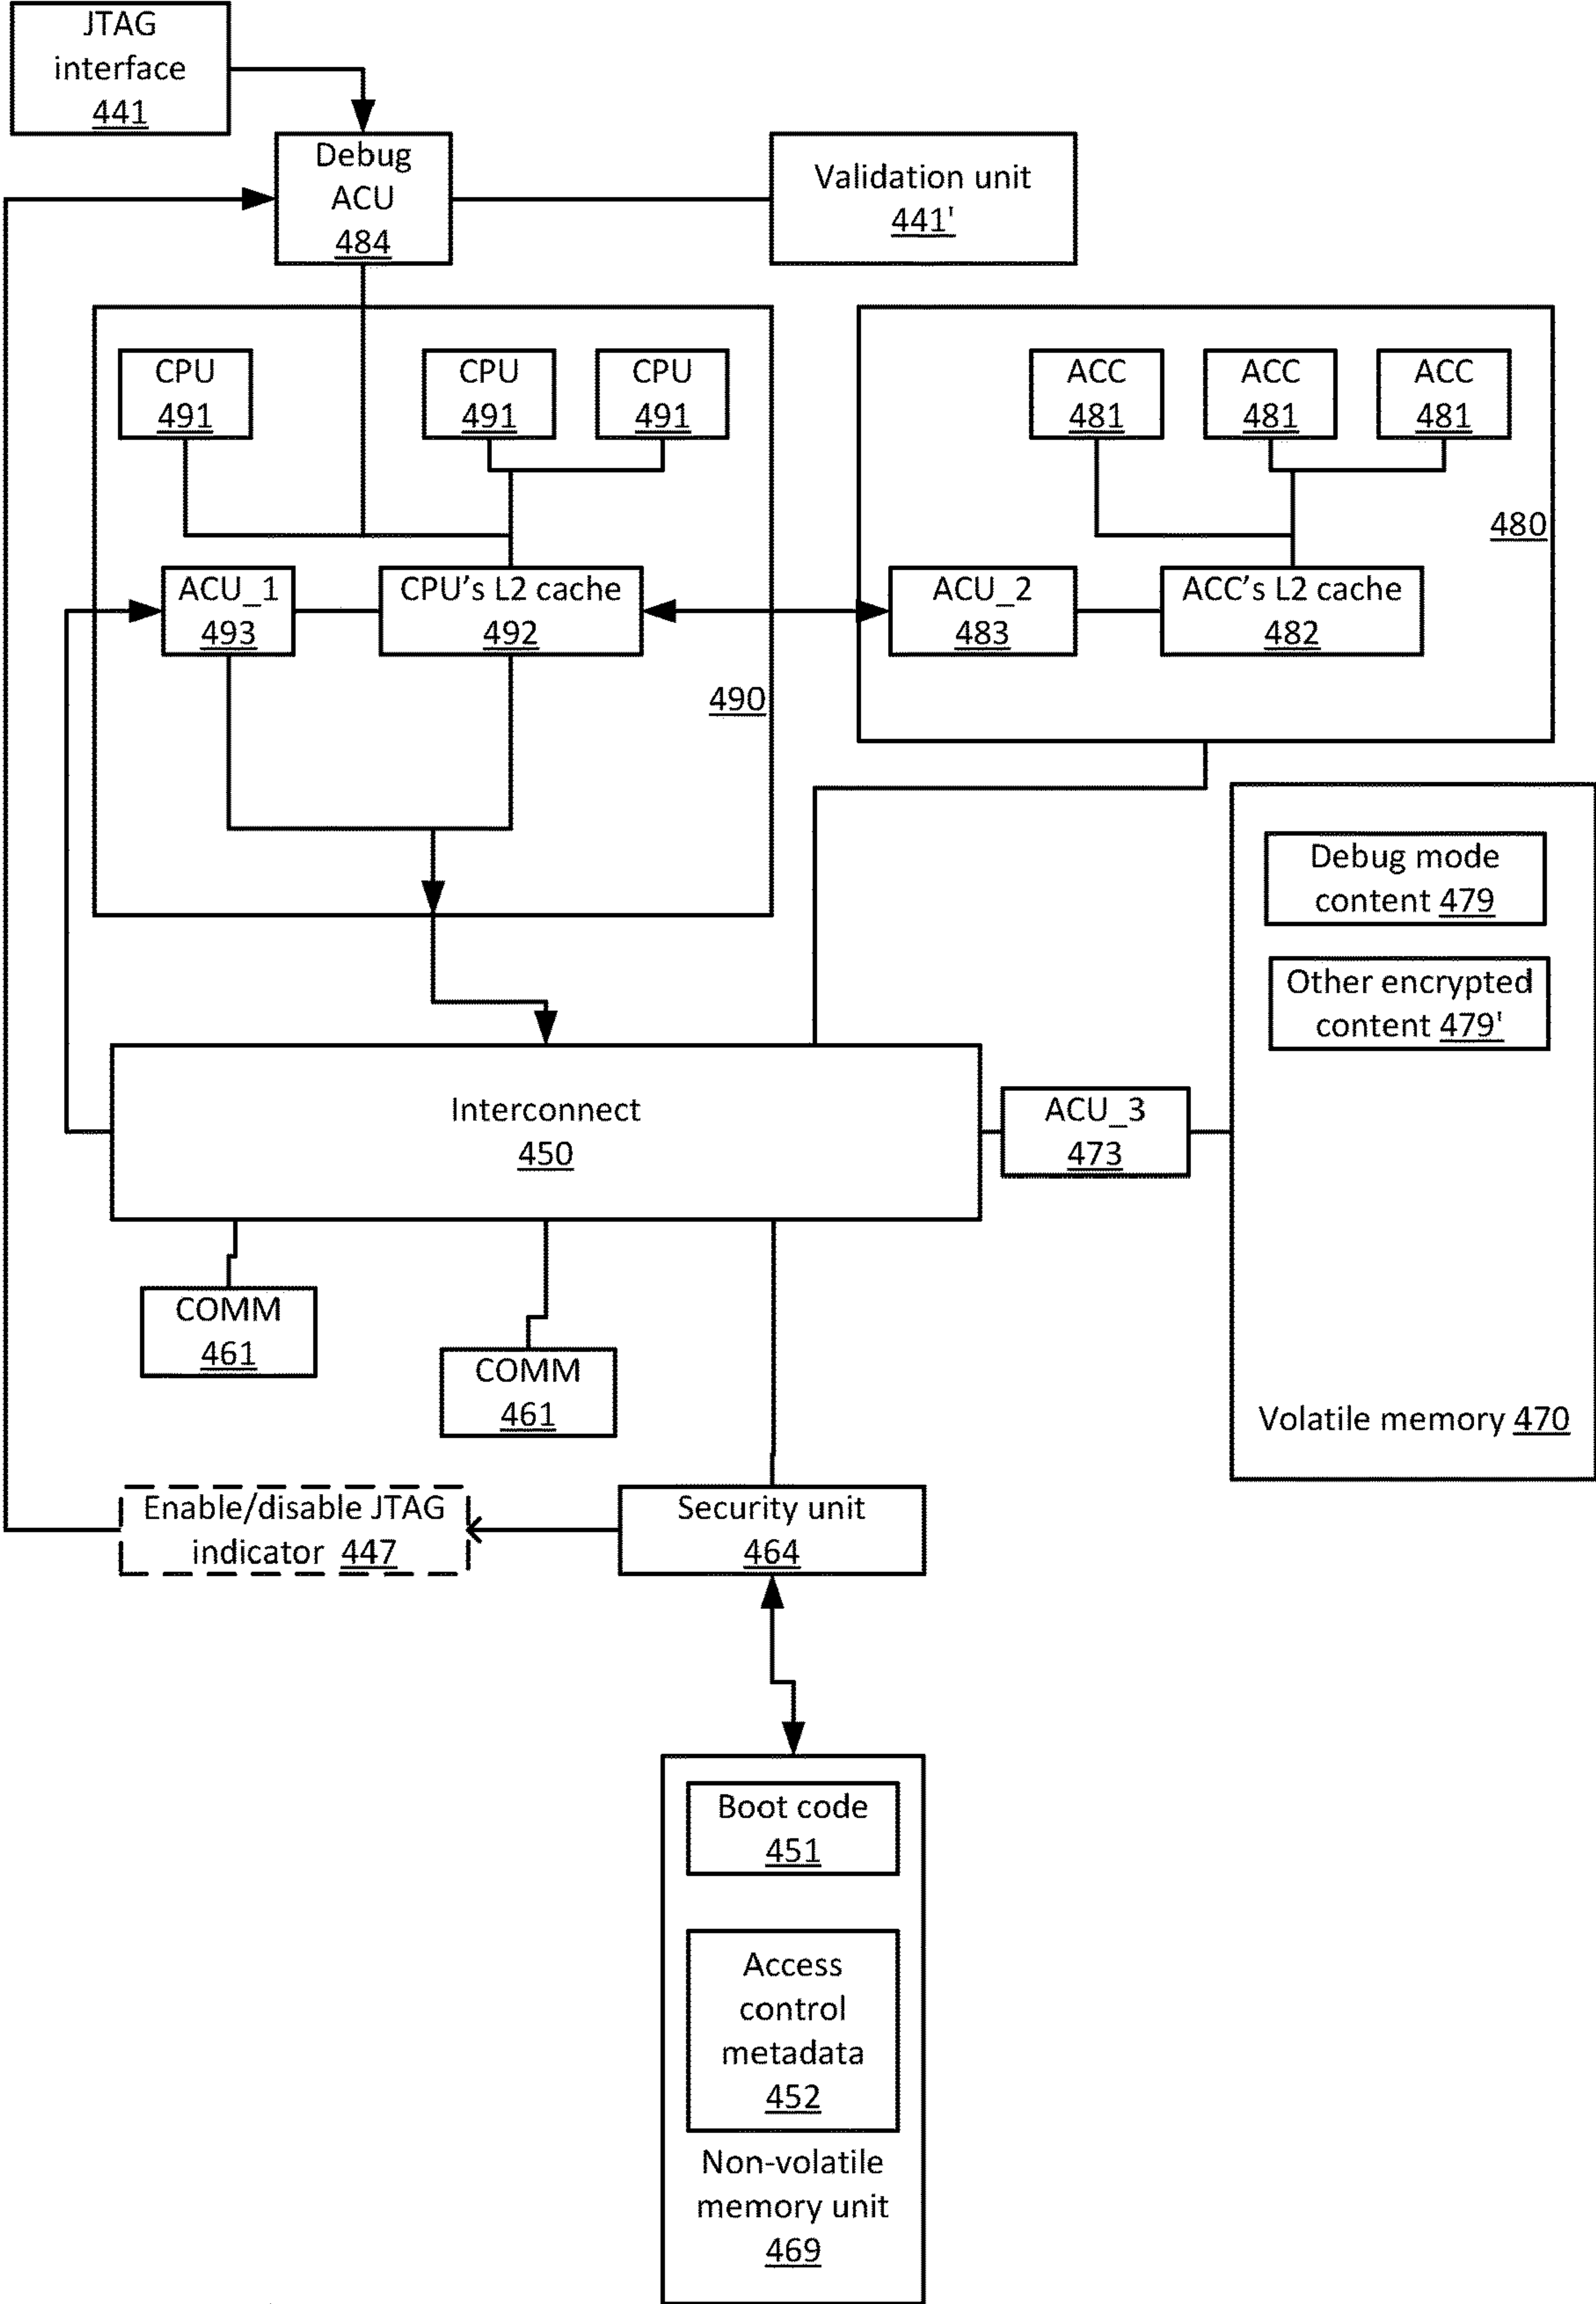 JTAG
interface
441
Debug
ACU
484
Validation unit
441'
CPU
491
CPU
491
CPU
491
ACC
481
ACC
481
ACC
481
480
ACU_1
493
CPU's L2 cache
492
ACU_2
483
ACC's L2 cache
482
490
Debug mode
content 479
Other encrypted
content 479'
Interconnect
450
ACU_3
473
COMM
461
COMM
461
Volatile memory 470
Enable/disable JTAG
indicator 447
Security unit
464
Boot code
451
Access
control
metadata
452
Non-volatile
memory unit
469